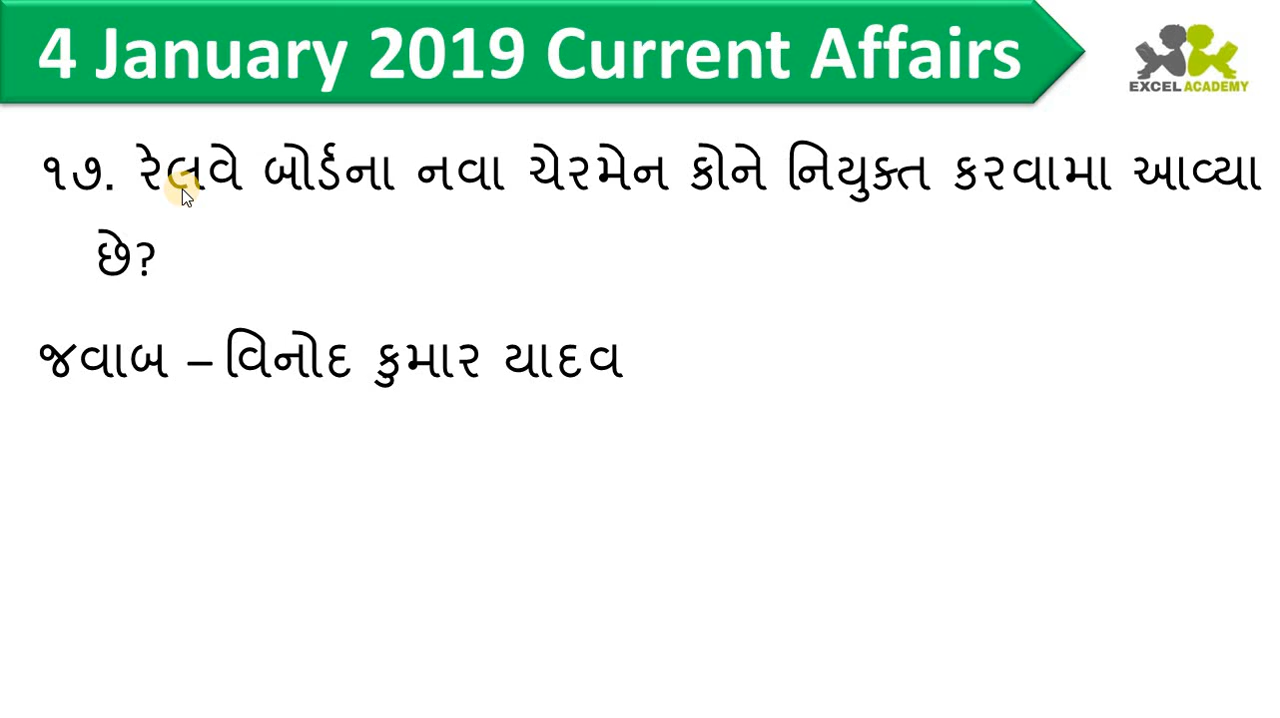 4 January 2019 Current Affairs
EXCEL ACADEMY
૧૭. રેલવે બોર્ડના નવા ચેરમેન કોને નિયુક્ત કરવામા આવ્યા
છે?
જવાબ – વિનોદ કુમાર યાદવ